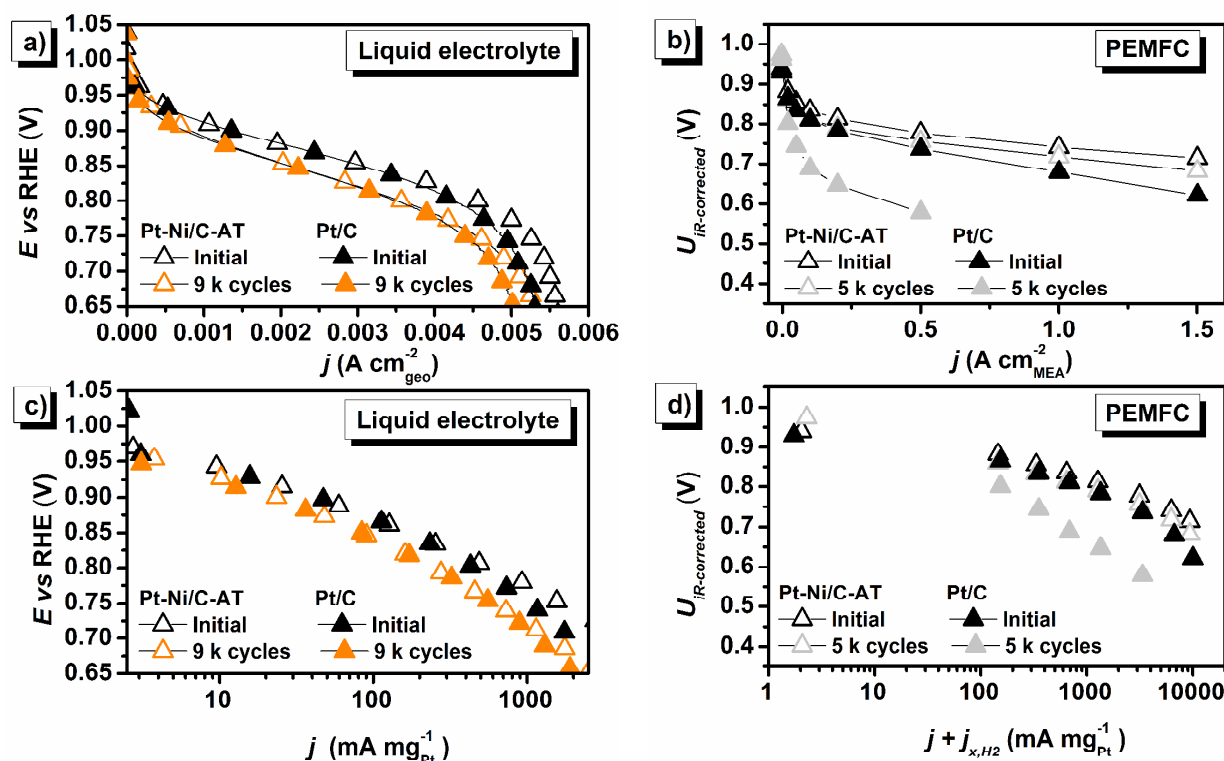 a)
Liquid electrolyte
E vs RHE (V)
1.05
1.00
0.95
0.90
0.85
0.80
0.75
0.70
0.65
Pt-Ni/C-AT Pt/C
Initial Initial
9 k cycles 9 k cycles
0.000 0.001 0.002 0.003 0.004 0.005 0.006
j (A cm⁻²geo)
b)
PEMFC
U iR-corrected (V)
1.0
0.9
0.8
0.7
0.6
0.5
0.4
Pt-Ni/C-AT Pt/C
Initial Initial
5 k cycles 5 k cycles
0.0 0.5 1.0 1.5
j (A cm⁻²MEA)
c)
Liquid electrolyte
E vs RHE (V)
1.05
1.00
0.95
0.90
0.85
0.80
0.75
0.70
0.65
Pt-Ni/C-AT Pt/C
Initial Initial
9 k cycles 9 k cycles
10 100 1000
j (mA mg⁻¹Pt)
d)
PEMFC
U iR-corrected (V)
1.0
0.9
0.8
0.7
0.6
0.5
0.4
Pt-Ni/C-AT Pt/C
Initial Initial
5 k cycles 5 k cycles
1 10 100 1000 10000
j + jx,H2 (mA mg⁻¹Pt)